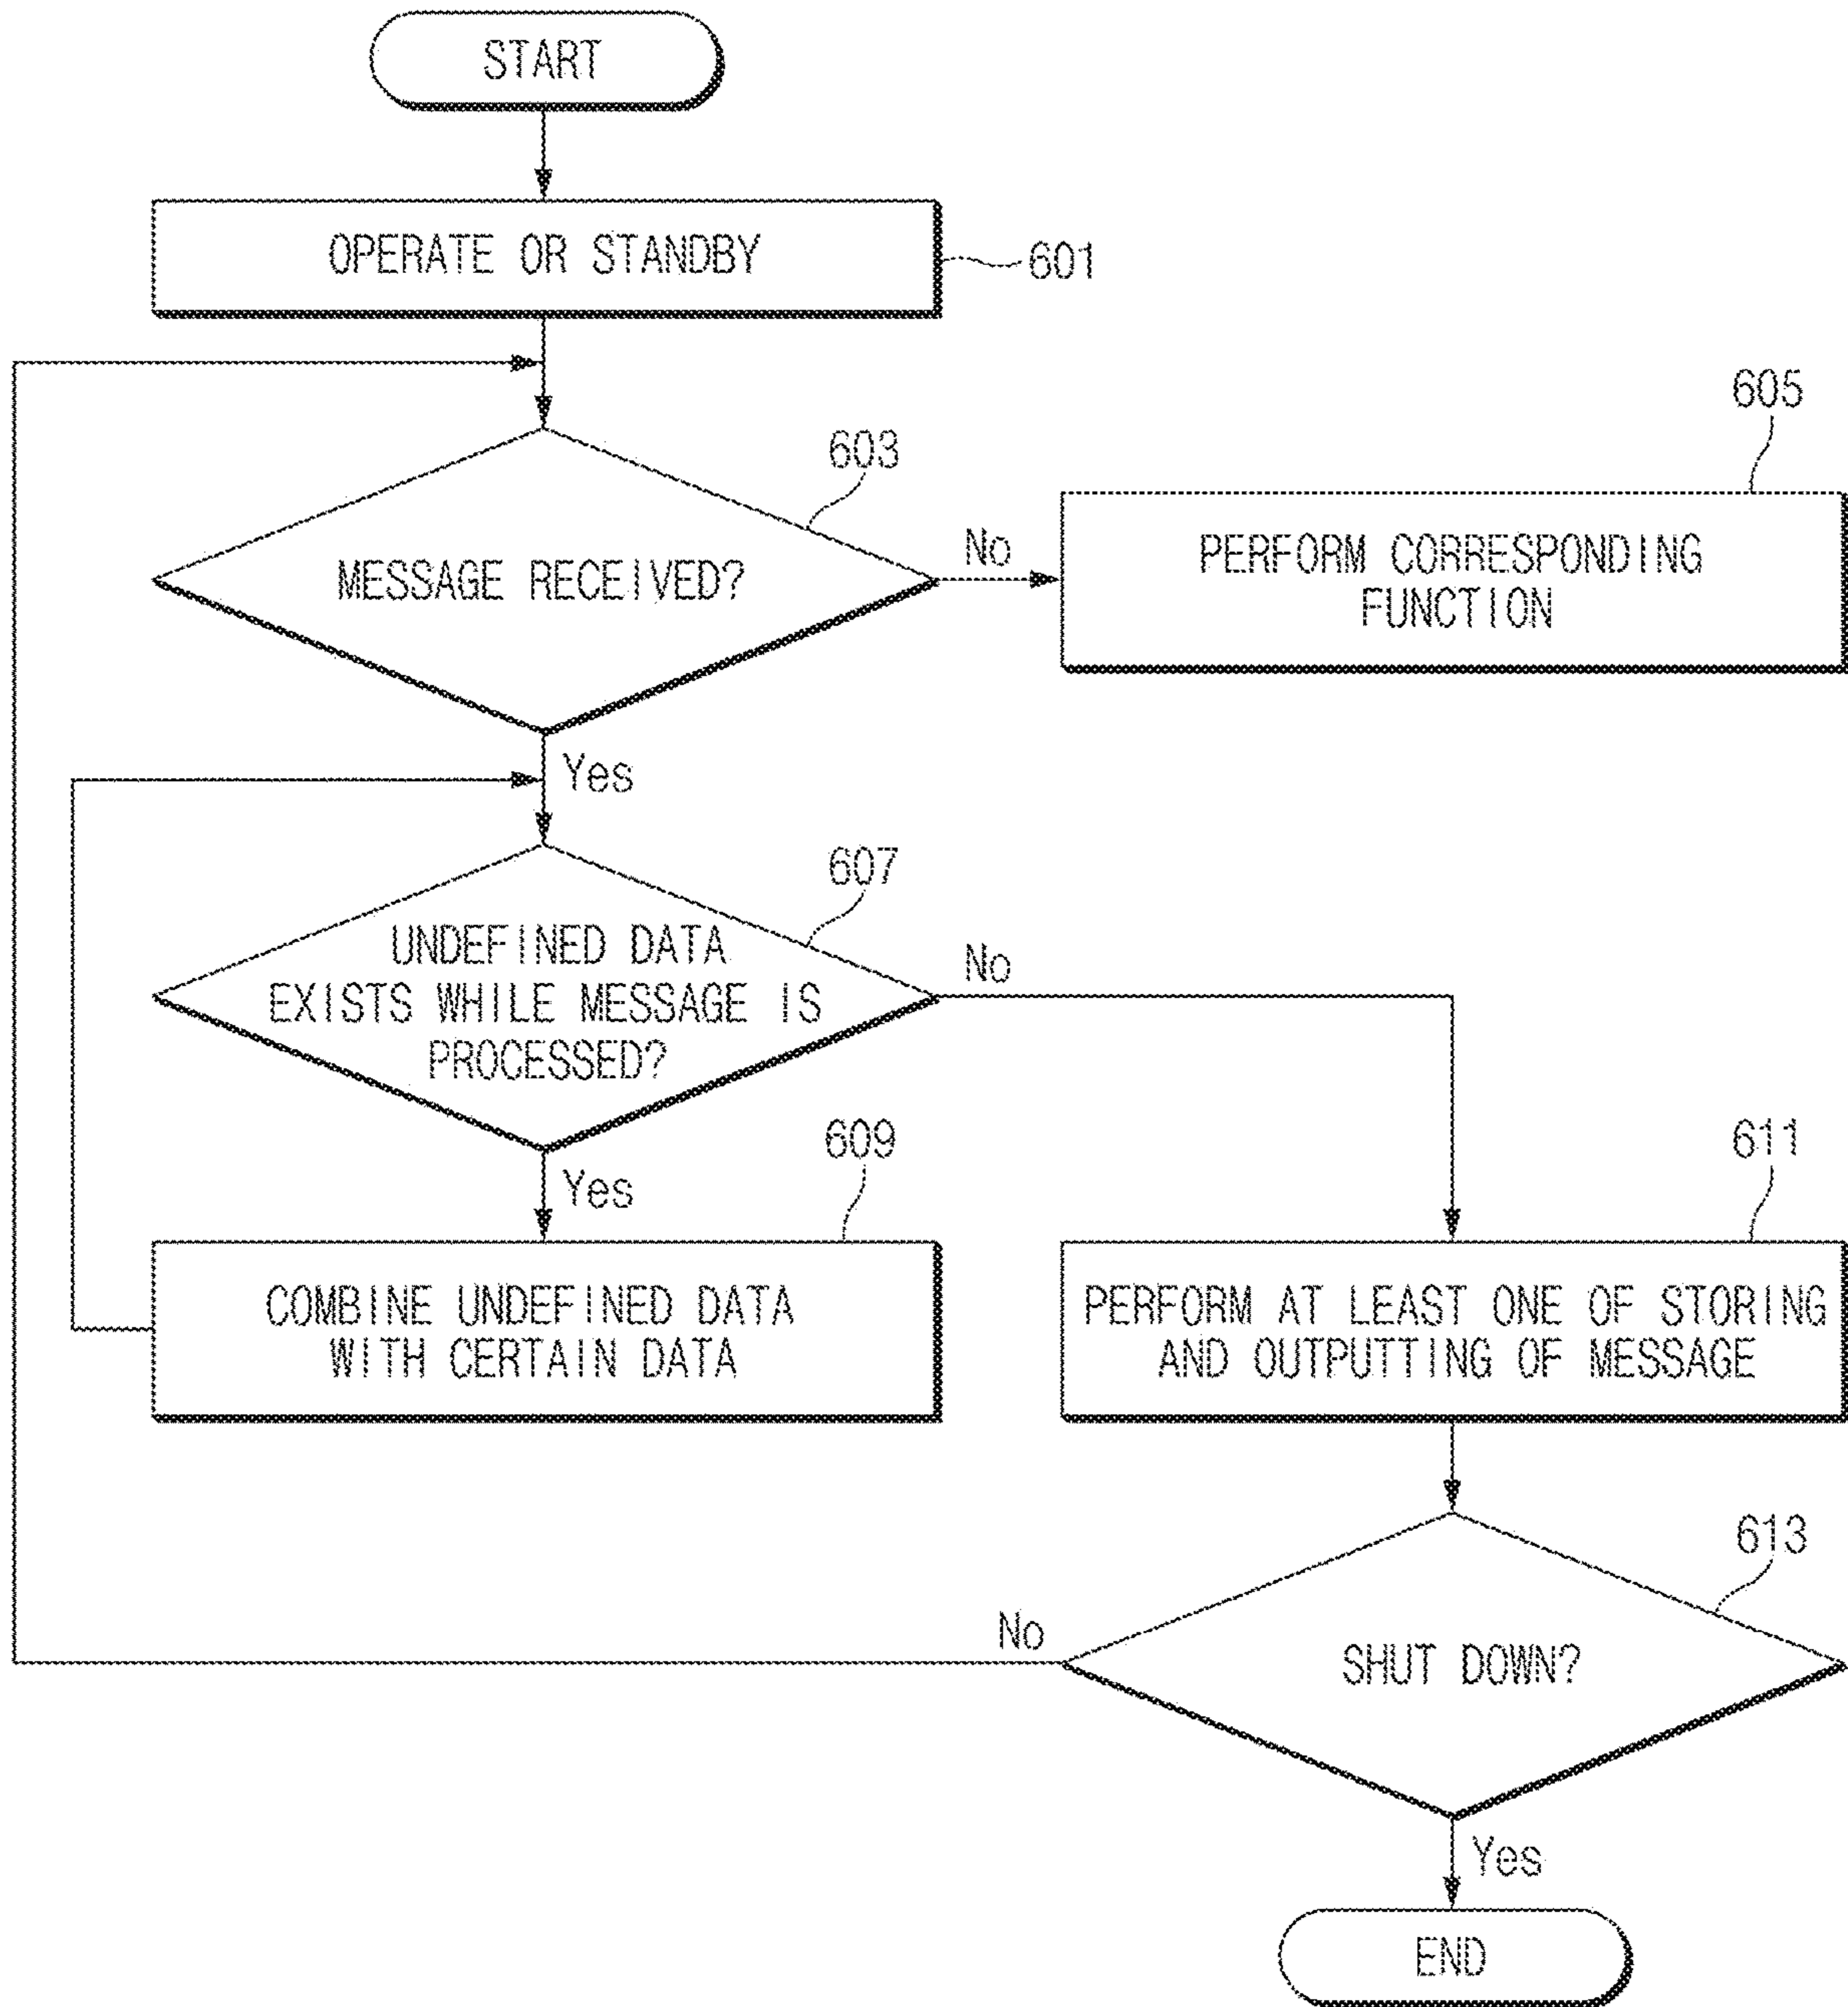 START
OPERATE OR STANDBY
601
603
605
MESSAGE RECEIVED?
No
PERFORM CORRESPONDING
FUNCTION
Yes
607
UNDEFINED DATA
EXISTS WHILE MESSAGE IS
PROCESSED?
No
609
611
Yes
COMBINE UNDEFINED DATA
WITH CERTAIN DATA
PERFORM AT LEAST ONE OF STORING
AND OUTPUTTING OF MESSAGE
613
No
SHUT DOWN?
Yes
END